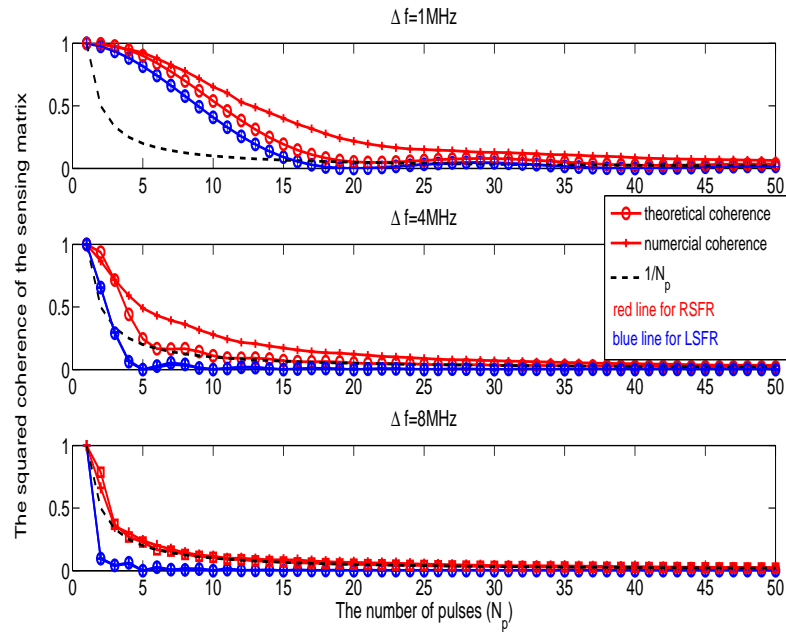 Δ f=1MHz
1
0.5
0
0 5 10 15 20 25 30 35 40 45 50
Δ f=4MHz
1
0.5
0
0 5 10 15 20 25 30 35 40 45 50
theoretical coherence
numercial coherence
1/N_p
red line for RSFR
blue line for LSFR
Δ f=8MHz
1
0.5
0
0 5 10 15 20 25 30 35 40 45 50
The number of pulses (N_p)
The squared coherence of the sensing matrix